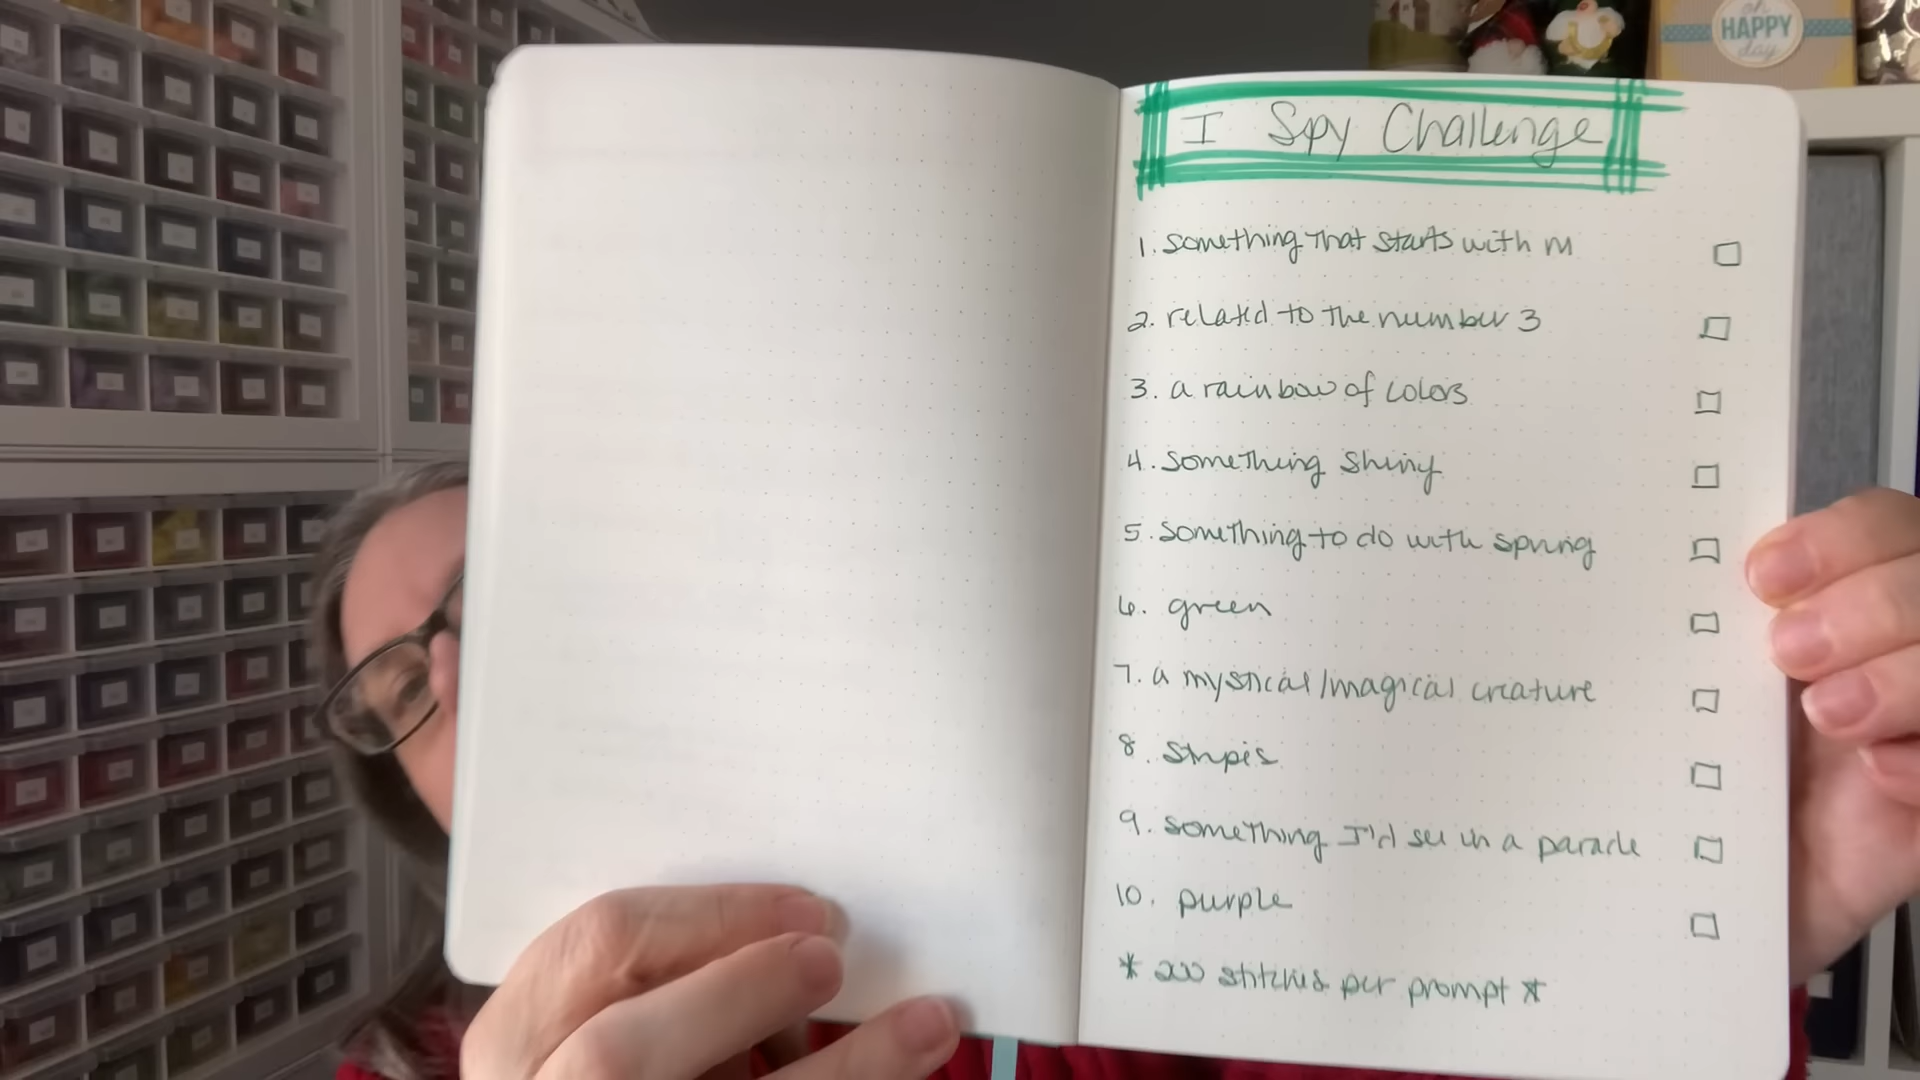 oh
HAPPY
day
I Spy Challenge
1. something that starts with m
2. related to the number 3
3. a rainbow of colors
4. something shiny
5. something to do with spring
6. green
7. a mystical/magical creature
8. stripes
9. something I'd see in a parade
10. purple
* 200 stitches per prompt *